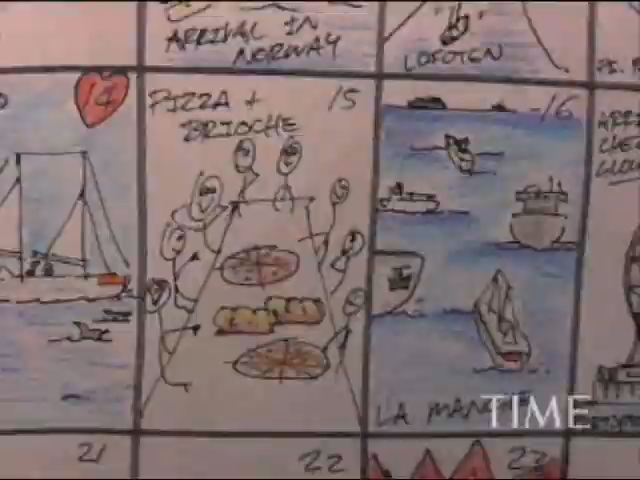 ARRIVAL IN
NORWAY
LOFOTEN
14
PIZZA + 15
BRIOCHE
16
LA MANCHE
TIME
21
22
23